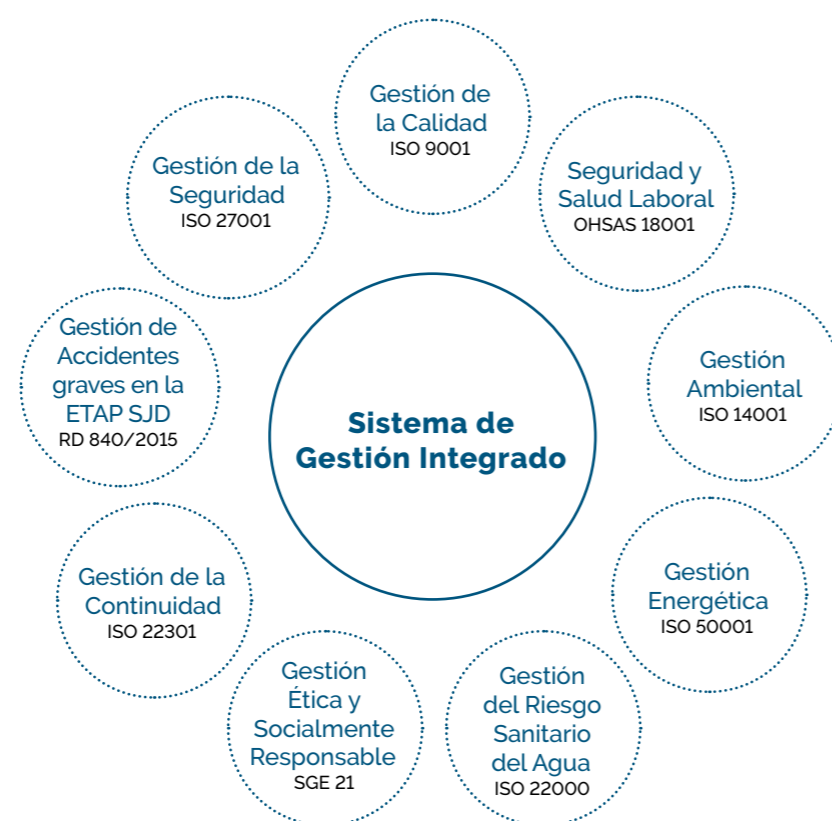 Gestión de
la Calidad
ISO 9001
Seguridad y
Salud Laboral
OHSAS 18001
Gestión
Ambiental
ISO 14001
Gestión
Energética
ISO 50001
Gestión
del Riesgo
Sanitario
del Agua
ISO 22000
Gestión
Ética y
Socialmente
Responsable
SGE 21
Gestión de la
Continuidad
ISO 22301
Gestión de
Accidentes
graves en la
ETAP SJD
RD 840/2015
Gestión de la
Seguridad
ISO 27001
Sistema de
Gestión Integrado